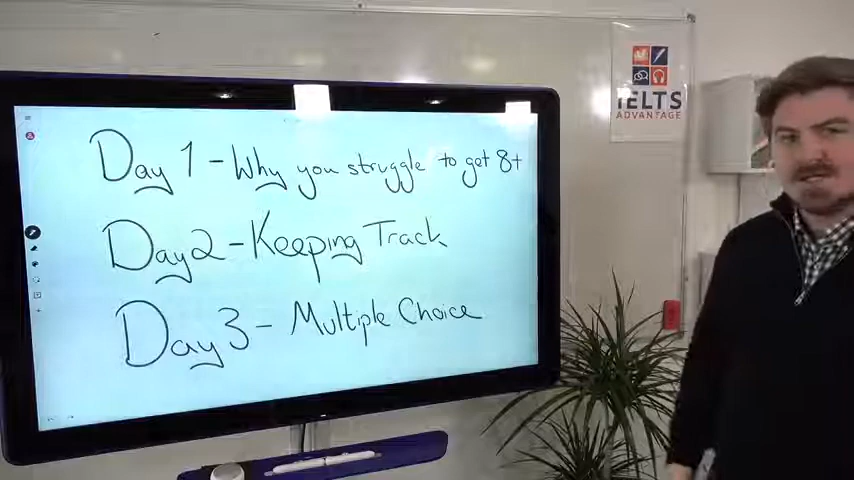 Day 1 - Why you struggle to get 8+
Day 2 - Keeping Track
Day 3 - Multiple Choice
IELTS
ADVANTAGE